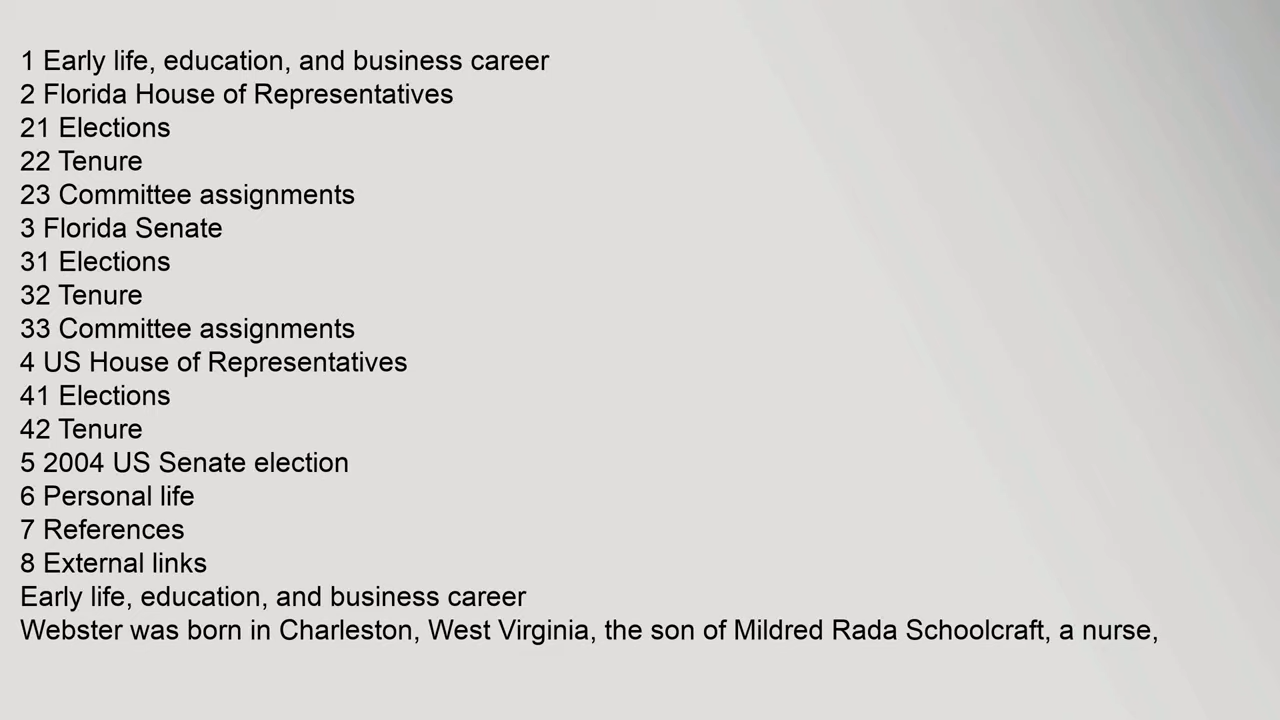 1 Early life, education, and business career
2 Florida House of Representatives
21 Elections
22 Tenure
23 Committee assignments
3 Florida Senate
31 Elections
32 Tenure
33 Committee assignments
4 US House of Representatives
41 Elections
42 Tenure
5 2004 US Senate election
6 Personal life
7 References
8 External links
Early life, education, and business career
Webster was born in Charleston, West Virginia, the son of Mildred Rada Schoolcraft, a nurse,